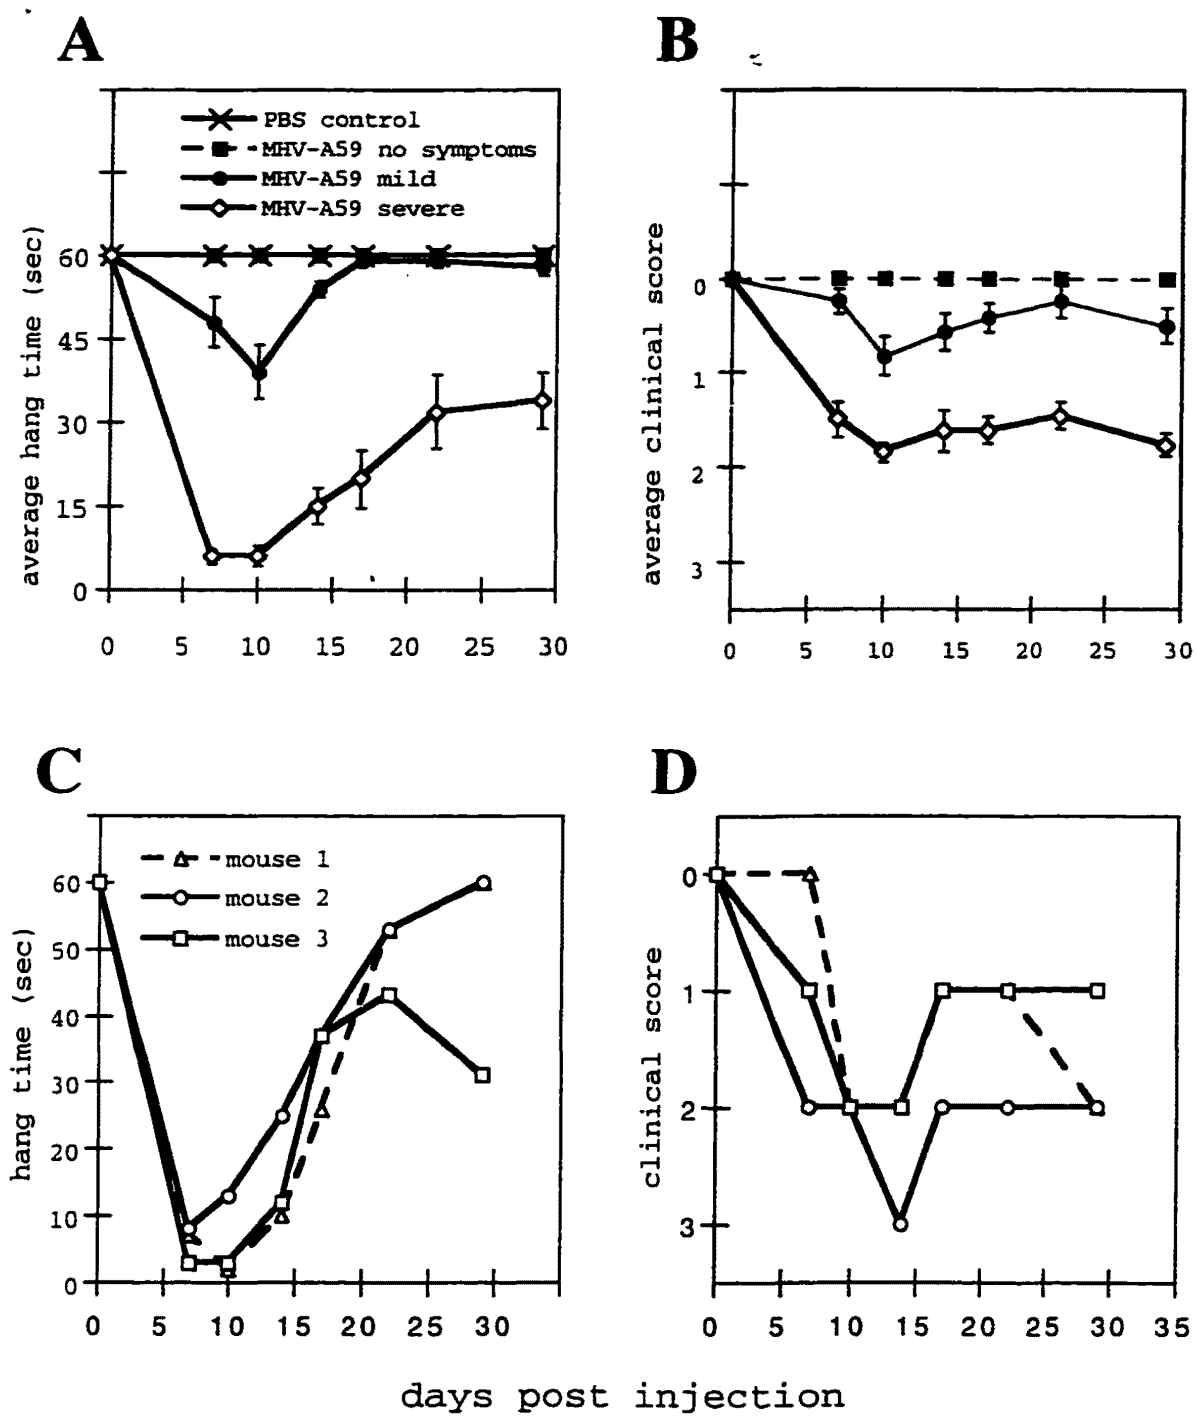 A
PBS control
MHV-A59 no symptoms
MHV-A59 mild
MHV-A59 severe
average hang time (sec)
60
45
30
15
0
0 5 10 15 20 25 30
B
average clinical score
0
1
2
3
0 5 10 15 20 25 30
C
mouse 1
mouse 2
mouse 3
hang time (sec)
60
50
40
30
20
10
0
0 5 10 15 20 25 30
D
clinical score
0
1
2
3
0 5 10 15 20 25 30 35
days post injection